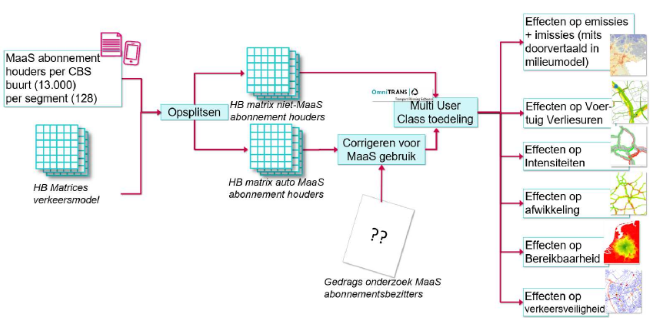 MaaS abonnement
houders per CBS
buurt (13.000)
per segment (128)
HB Matrices
verkeersmodel
Opsplitsen
HB matrix niet-MaaS
abonnement houders
HB matrix auto MaaS
abonnement houders
OmniTRANS
Multi User
Class toedeling
Corrigeren voor
MaaS gebruik
??
Gedrags onderzoek MaaS
abonnementsbezitters
Effecten op emissies
+ imissies (mits
doorvertaald in
milieumodel)
Effecten op Voer-
tuig Verliesuren
Effecten op
Intensiteiten
Effecten op
afwikkeling
Effecten op
Bereikbaarheid
Effecten op
verkeersveiligheid